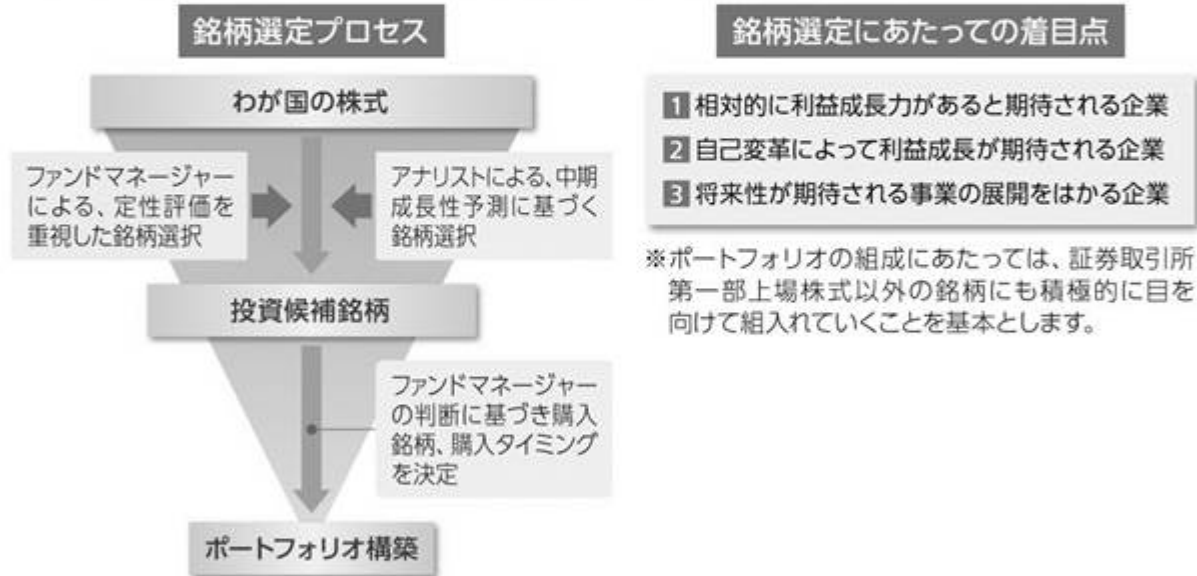 銘柄選定プロセス
わが国の株式
ファンドマネージャー
による、定性評価を
重視した銘柄選択
アナリストによる、中期
成長性予測に基づく
銘柄選択
投資候補銘柄
ファンドマネージャー
の判断に基づき購入
銘柄、購入タイミング
を決定
ポートフォリオ構築
銘柄選定にあたっての着目点
1 相対的に利益成長力があると期待される企業
2 自己変革によって利益成長が期待される企業
3 将来性が期待される事業の展開をはかる企業
※ポートフォリオの組成にあたっては、証券取引所
第一部上場株式以外の銘柄にも積極的に目を
向けて組入れていくことを基本とします。